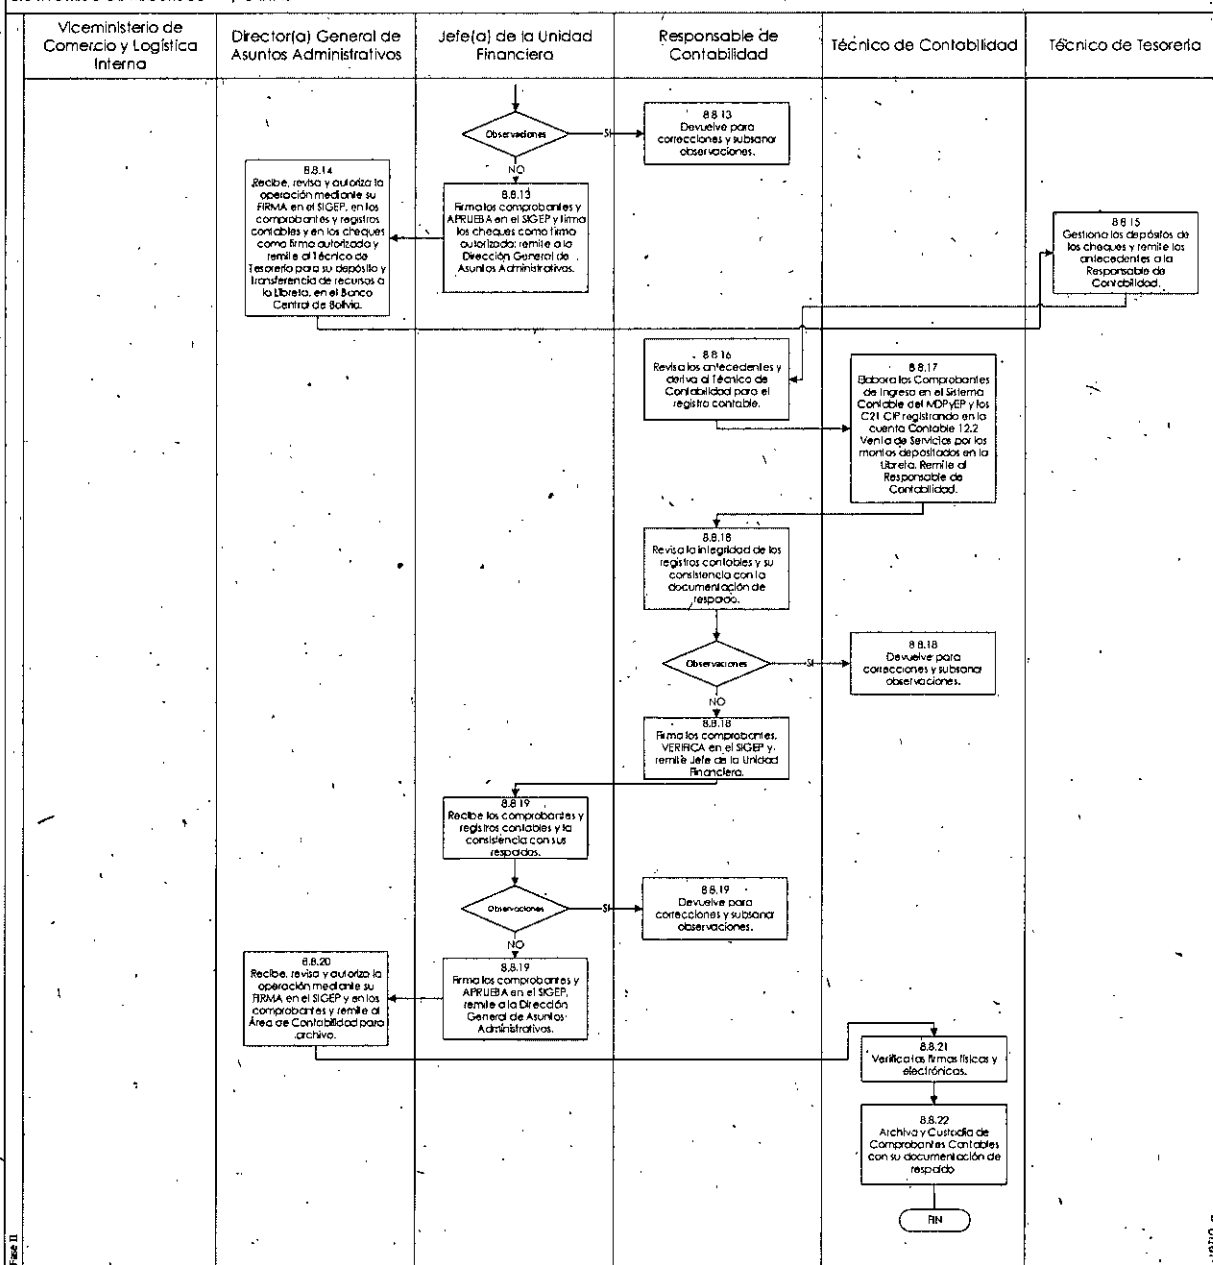 Viceministerio de
Comercio y Logística
Interna
Director(a) General de
Asuntos Administrativos
Jefe(a) de la Unidad
Financiera
Responsable de
Contabilidad
Técnico de Contabilidad
Técnico de Tesorería
Observaciones
SI
8.8.13
Devuelve para
correcciones y subsanar
observaciones.
NO
8.8.13
Firma los comprobantes y
APRUEBA en el SIGEP y firma
los cheques como firma
autorizada; remite a la
Dirección General de
Asuntos Administrativos.
8.8.14
Recibe, revisa y autoriza la
operación mediante su
FIRMA en el SIGEP, en los
comprobantes y registros
contables y en los cheques
como firma autorizada y
remite al Técnico de
Tesorería para su depósito y
transferencia de recursos a
la Libreta, en el Banco
Central de Bolivia.
8.8.15
Gestiona los depósitos de
los cheques y remite los
antecedentes a la
Responsable de
Contabilidad.
8.8.16
Revisa los antecedentes y
deriva al Técnico de
Contabilidad para el
registro contable.
8.8.17
Elabora los Comprobantes
de Ingreso en el Sistema
Contable del MDPyEP y los
C21 CIP registrando en la
cuenta Contable 12.2
Venta de Servicios por los
montos depositados en la
Libreta. Remite al
Responsable de
Contabilidad.
8.8.18
Revisa la integridad de los
registros contables y su
consistencia con la
documentación de
respaldo.
Observaciones
SI
8.8.18
Devuelve para
correcciones y subsanar
observaciones.
NO
8.8.18
Firma los comprobantes,
VERIFICA en el SIGEP y
remite Jefe de la Unidad
Financiera.
8.8.19
Recibe los comprobantes y
registros contables y la
consistencia con sus
respaldos.
Observaciones
SI
8.8.19
Devuelve para
correcciones y subsanar
observaciones.
NO
8.8.19
Firma los comprobantes y
APRUEBA en el SIGEP,
remite a la Dirección
General de Asuntos
Administrativos.
8.8.20
Recibe, revisa y autoriza la
operación mediante su
FIRMA en el SIGEP y en los
comprobantes y remite al
Área de Contabilidad para
archivo.
8.8.21
Verifica las firmas físicas y
electrónicas.
8.8.22
Archiva y Custodia de
Comprobantes Contables
con su documentación de
respaldo
FIN
Fase II